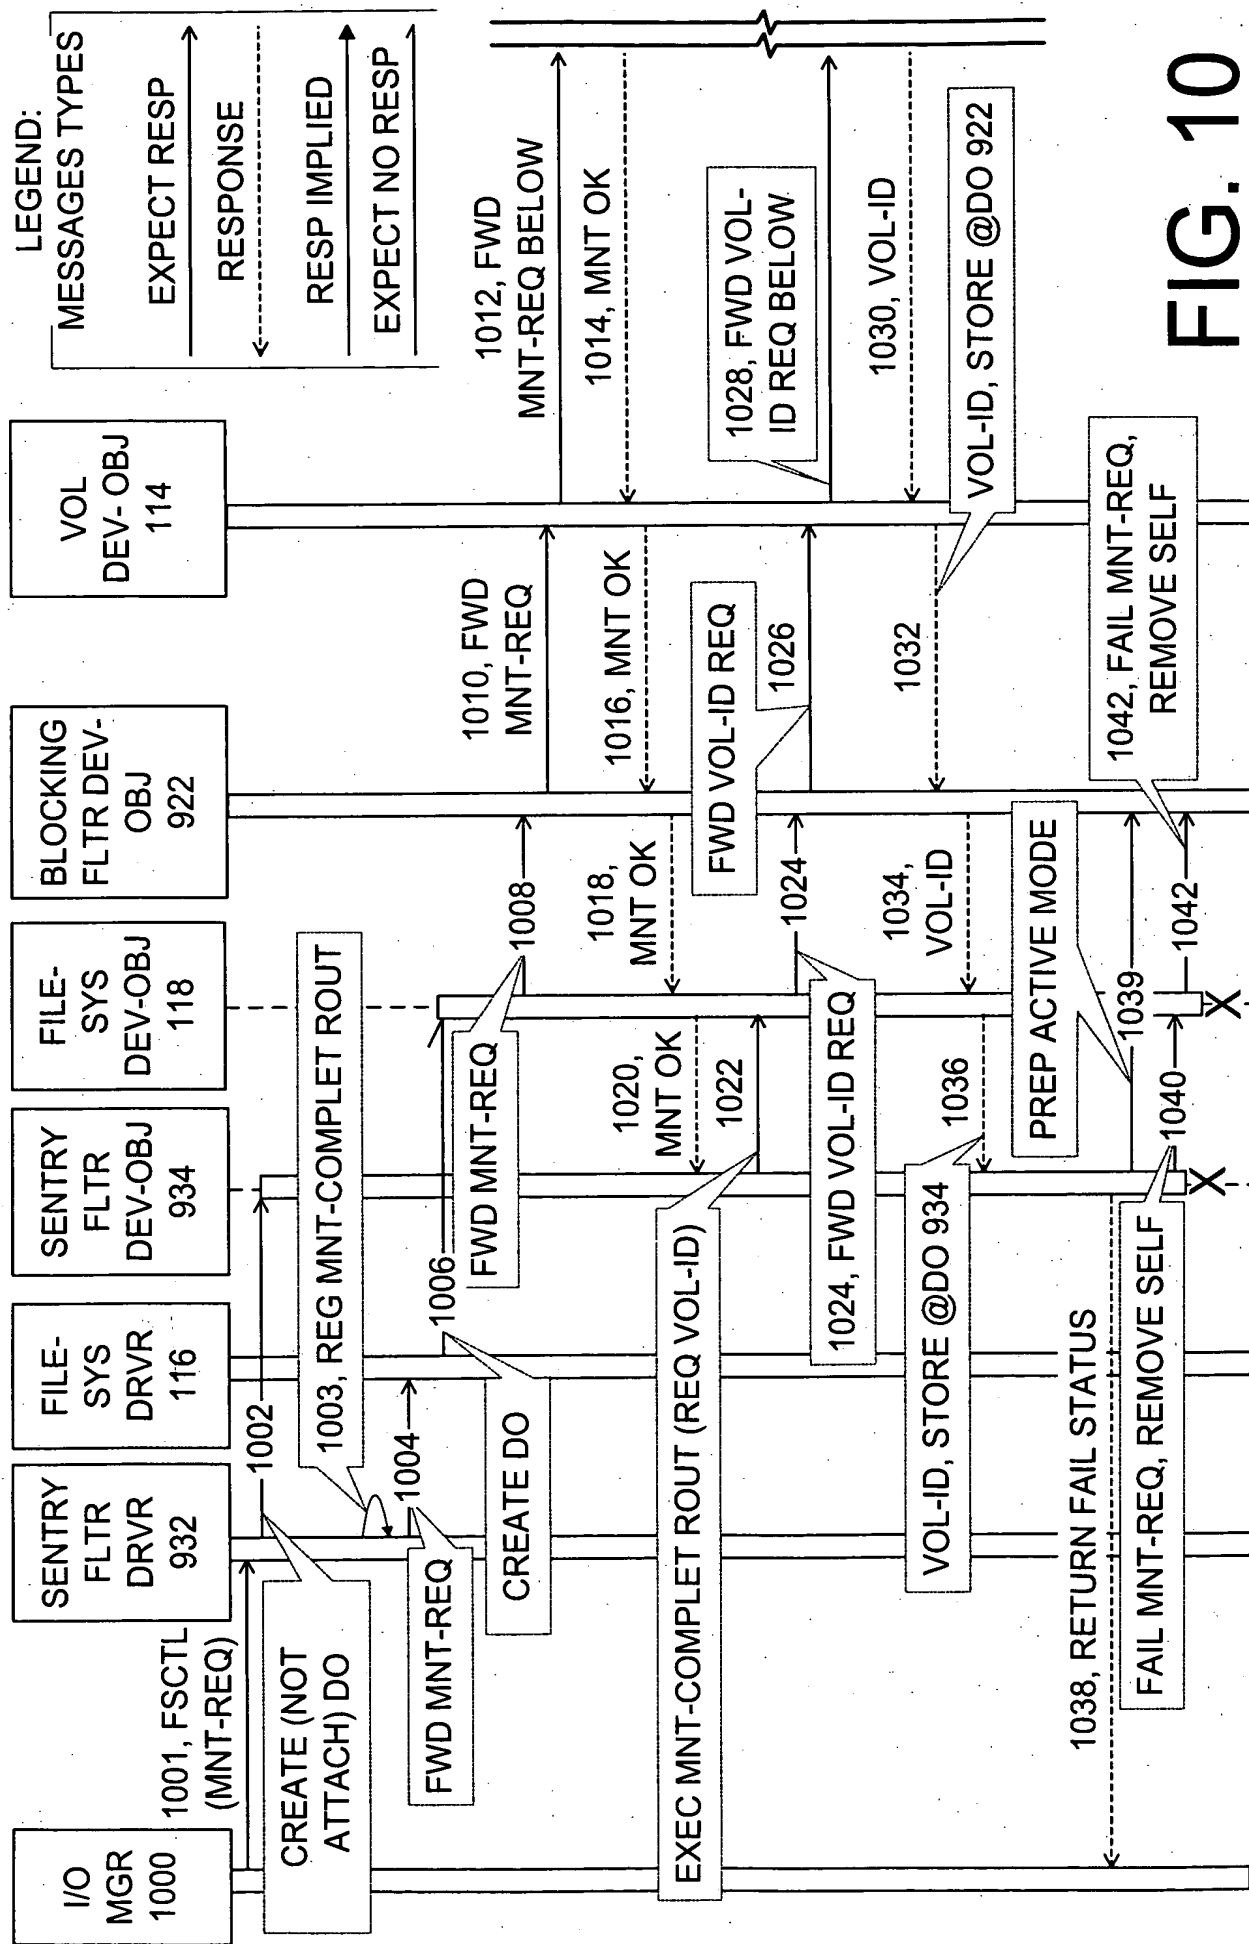 LEGEND:
MESSAGES TYPES
EXPECT RESP
RESPONSE
RESP IMPLIED
EXPECT NO RESP
I/O
MGR
1000
SENTRY
FLTR
DRVR
932
FILE-
SYS
DRVR
116
SENTRY
FLTR
DEV-OBJ
934
FILE-
SYS
DEV-OBJ
118
BLOCKING
FLTR DEV-
OBJ
922
VOL
DEV- OBJ
114
1001, FSCTL
(MNT-REQ)
1002
CREATE (NOT
ATTACH) DO
1003, REG MNT-COMPLET ROUT
1004
FWD MNT-REQ
1006
CREATE DO
1008
FWD MNT-REQ
1010, FWD
MNT-REQ
1012, FWD
MNT-REQ BELOW
1014, MNT OK
1016, MNT OK
1018,
MNT OK
1020,
MNT OK
1022
EXEC MNT-COMPLET ROUT (REQ VOL-ID)
1024
1024, FWD VOL-ID REQ
FWD VOL-ID REQ
1026
1028, FWD VOL-
ID REQ BELOW
1030, VOL-ID
1032
VOL-ID, STORE @DO 922
1034,
VOL-ID
1036
VOL-ID, STORE @DO 934
1038, RETURN FAIL STATUS
PREP ACTIVE MODE
1039
1040
FAIL MNT-REQ, REMOVE SELF
1042
1042, FAIL MNT-REQ,
REMOVE SELF
X
X
FIG. 10